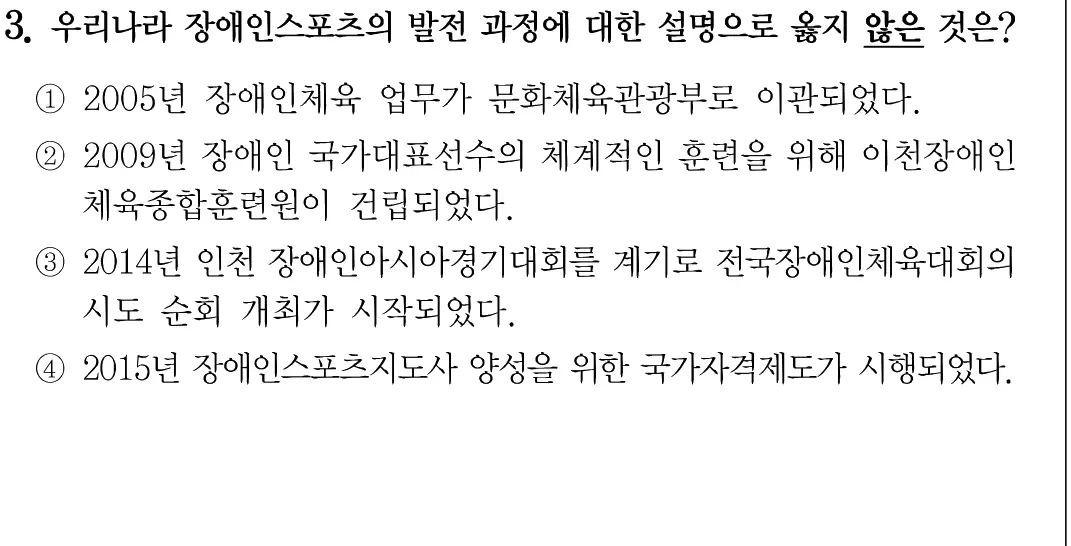 3. 우리나라 장애인스포츠의 발전 과정에 대한 설명으로 옳지 않은 것은?
① 2005년 장애인체육 업무가 문화체육관광부로 이관되었다.
② 2009년 장애인 국가대표선수의 체계적인 훈련을 위해 이천장애인
체육종합훈련원이 건립되었다.
③ 2014년 인천 장애인아시아경기대회를 계기로 전국장애인체육대회의
시도 순회 개최가 시작되었다.
④ 2015년 장애인스포츠지도사 양성을 위한 국가자격제도가 시행되었다.